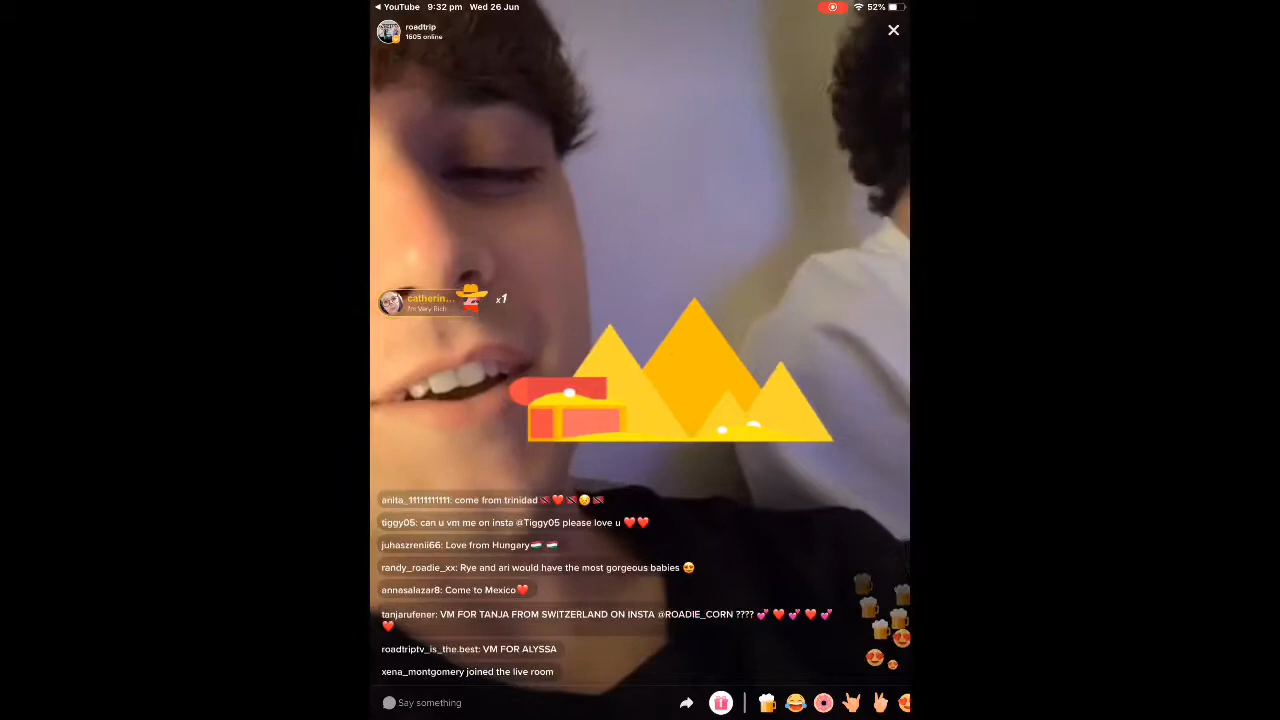 YouTube 9:32 pm Wed 26 Jun 52%
roadtrip
1605 online
catherin... x1
I'm Very Rich
anita_11111111111: come from trinidad 🇹🇹❤️🇹🇹😥🇹🇹
tiggy05: can u vm me on insta @Tiggy05 please love u ❤️❤️
juhaszrenii66: Love from Hungary🇭🇺 🇭🇺
randy_roadie_xx: Rye and ari would have the most gorgeous babies 😍
annasalazar8: Come to Mexico❤️
tanjarufener: VM FOR TANJA FROM SWITZERLAND ON INSTA @ROADIE_CORN ???? 💕 ❤️ 💕 ❤️ 💕
❤️
roadtriptv_is_the.best: VM FOR ALYSSA
xena_montgomery joined the live room
Say something